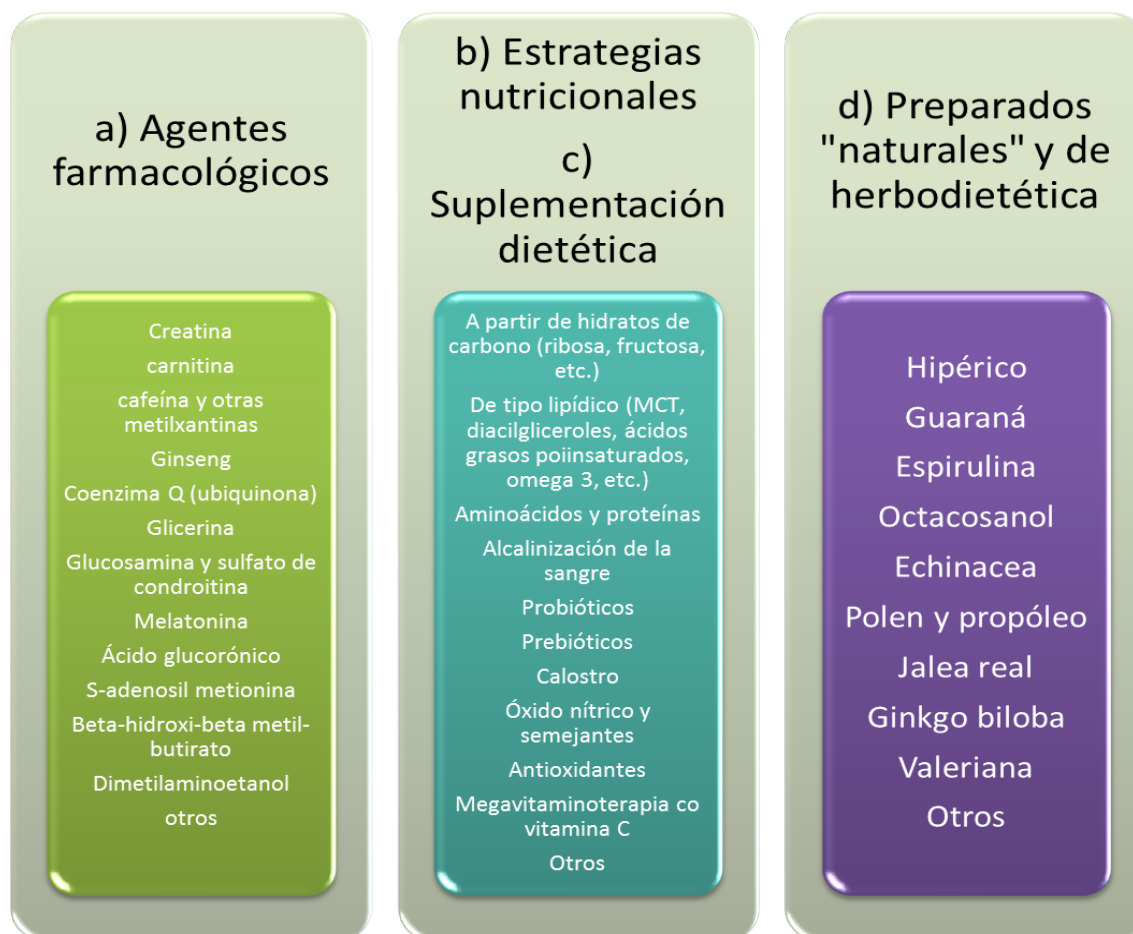 a) Agentes
farmacológicos
Creatina
carnitina
cafeína y otras
metilxantinas
Ginseng
Coenzima Q (ubiquinona)
Glicerina
Glucosamina y sulfato de
condroitina
Melatonina
Ácido glucorónico
S-adenosil metionina
Beta-hidroxi-beta metil-
butirato
Dimetilaminoetanol
otros
b) Estrategias
nutricionales
c)
Suplementación
dietética
A partir de hidratos de
carbono (ribosa, fructosa,
etc.)
De tipo lipídico (MCT,
diacilgliceroles, ácidos
grasos poiinsaturados,
omega 3, etc.)
Aminoácidos y proteínas
Alcalinización de la
sangre
Probióticos
Prebióticos
Calostro
Óxido nítrico y
semejantes
Antioxidantes
Megavitaminoterapia co
vitamina C
Otros
d) Preparados
"naturales" y de
herbodietética
Hipérico
Guaraná
Espirulina
Octacosanol
Echinacea
Polen y propóleo
Jalea real
Ginkgo biloba
Valeriana
Otros